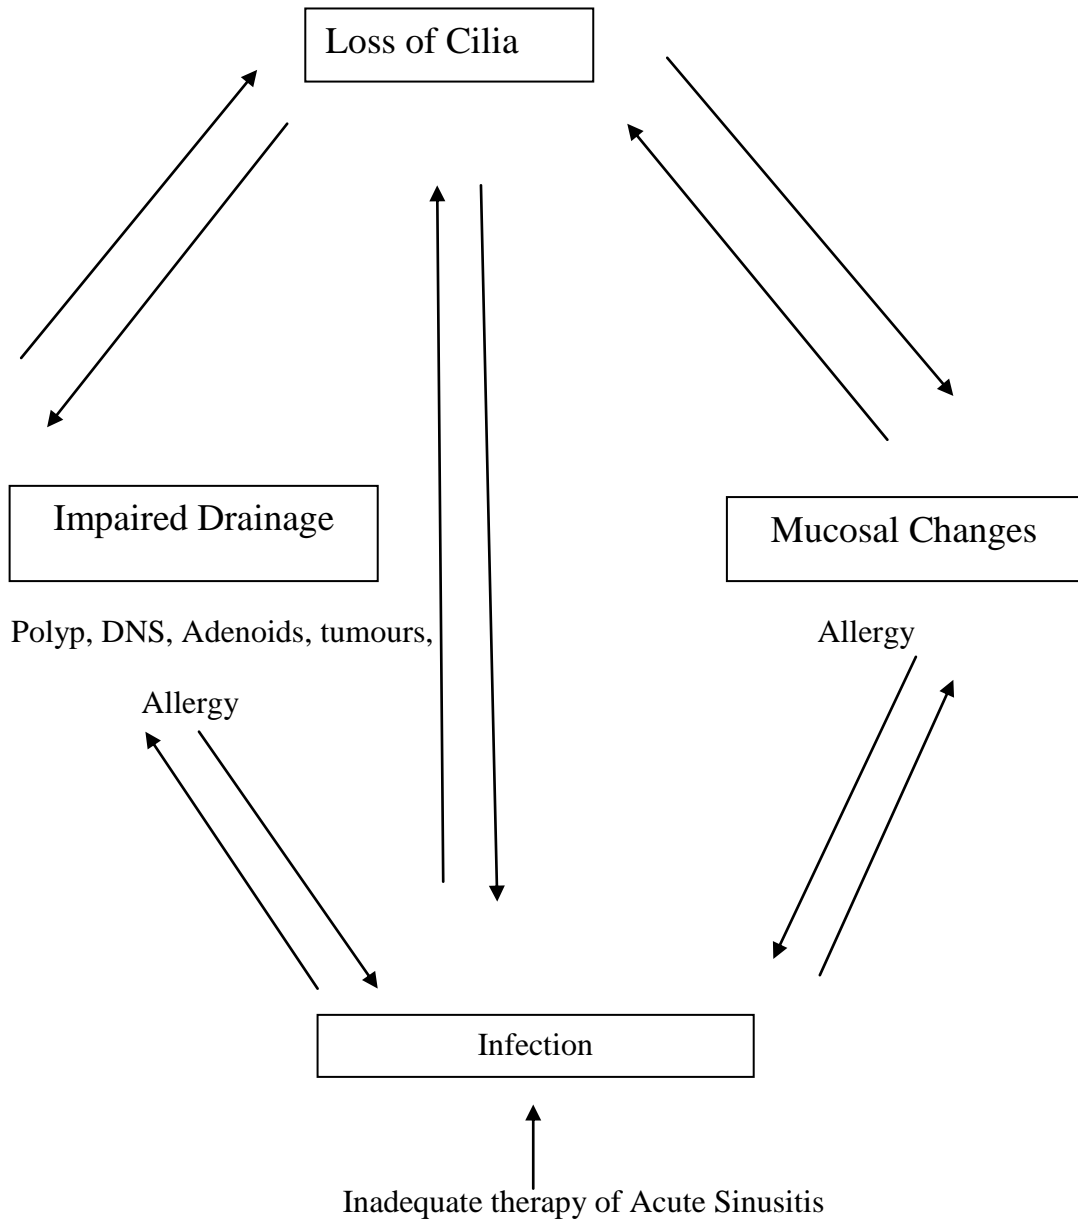 Loss of Cilia
Impaired Drainage
Mucosal Changes
Polyp, DNS, Adenoids, tumours,
Allergy
Allergy
Infection
Inadequate therapy of Acute Sinusitis